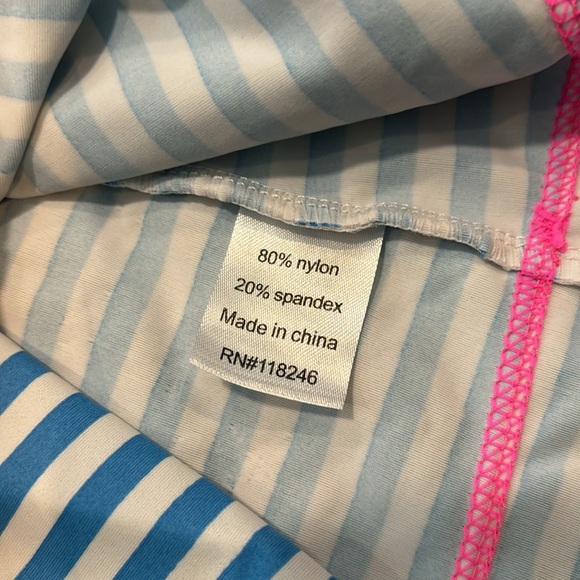 80% nylon
20% spandex
Made in china
RN#118246